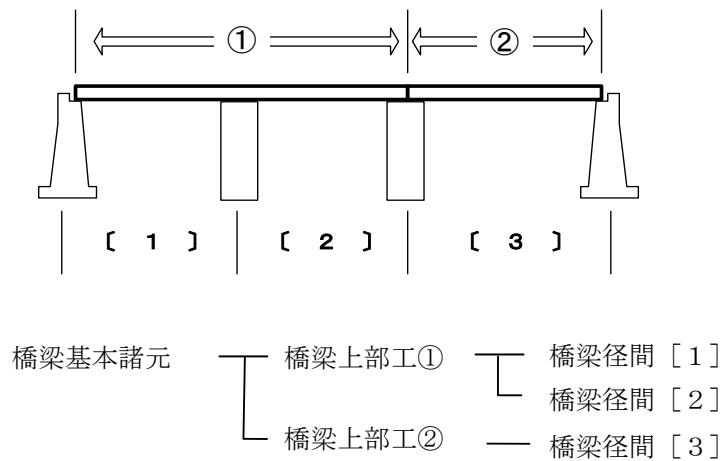 ① ②
〔 1 〕 〔 2 〕 〔 3 〕
橋梁基本諸元 橋梁上部工① 橋梁径間［１］
橋梁径間［２］
橋梁上部工② 橋梁径間［３］